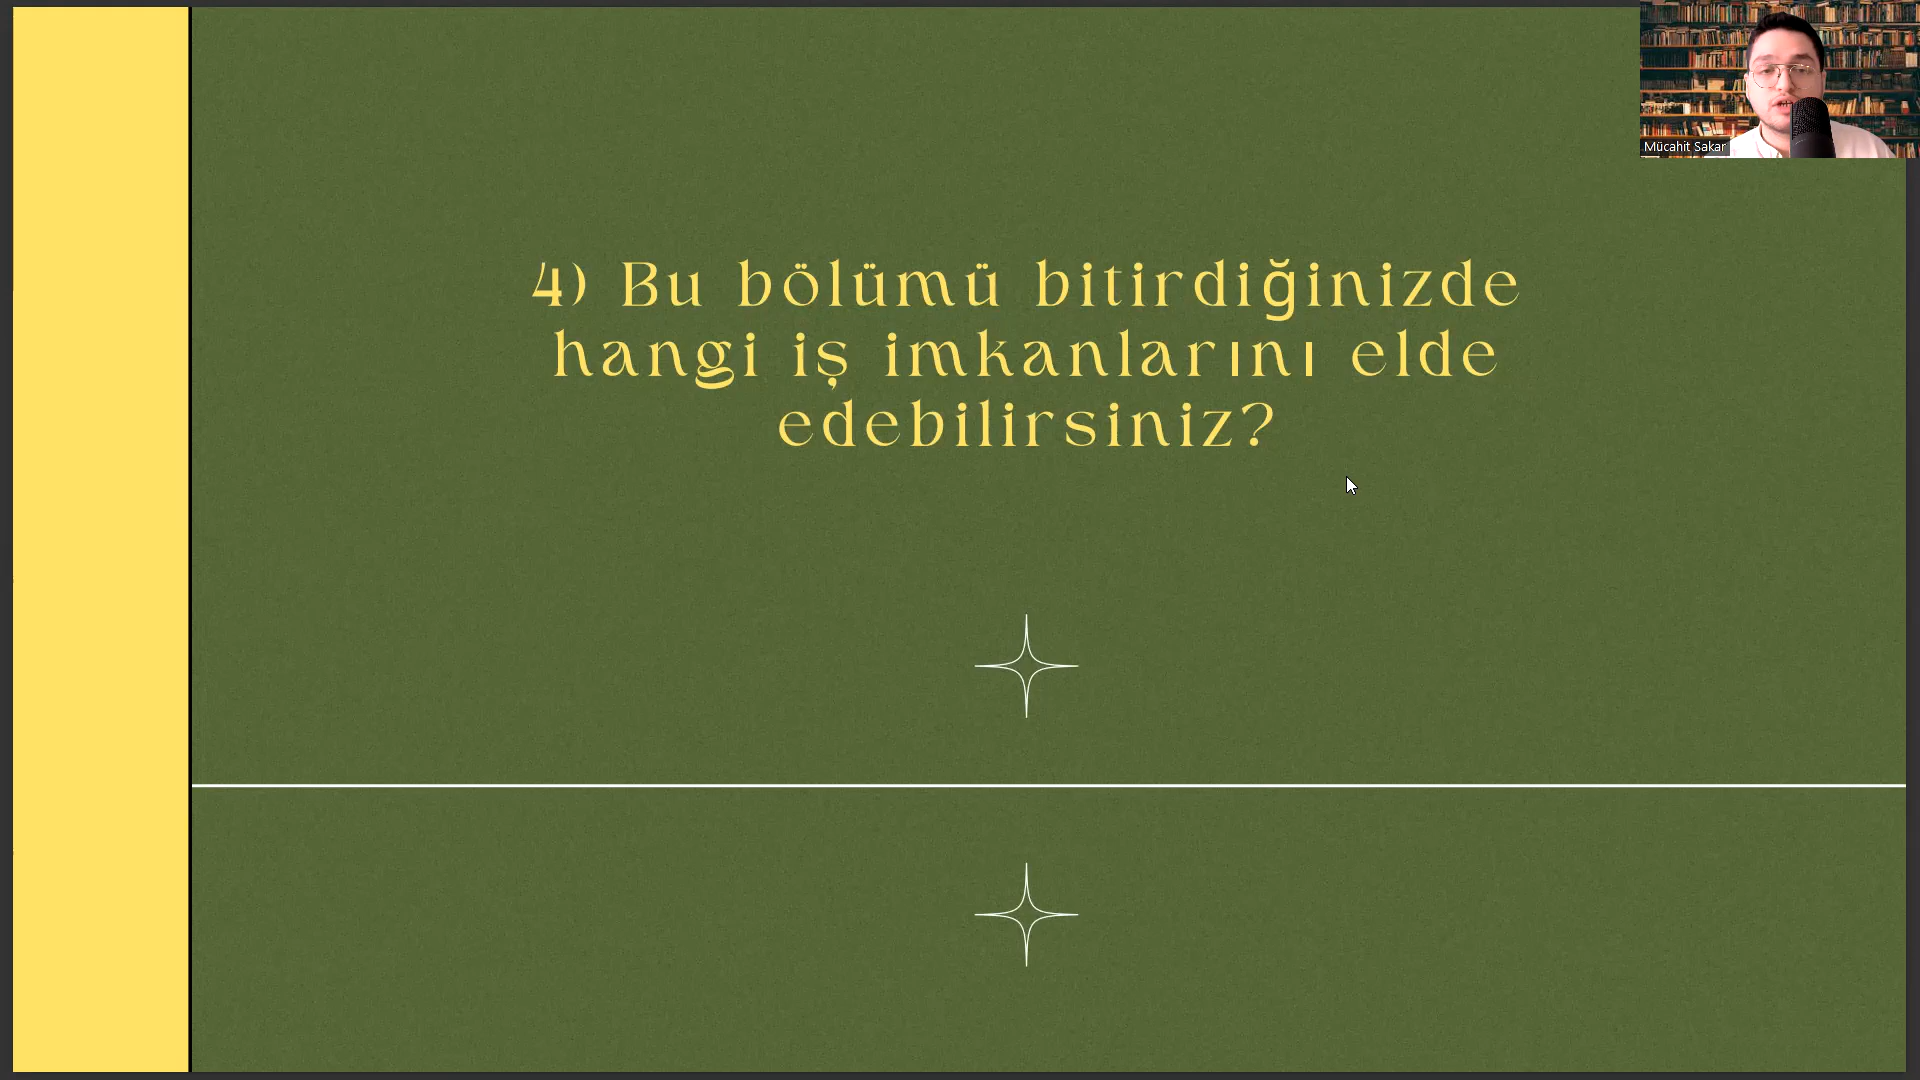 Mücahit Sakar
4) Bu bölümü bitirdiğinizde
hangi iş imkanlarını elde
edebilirsiniz?